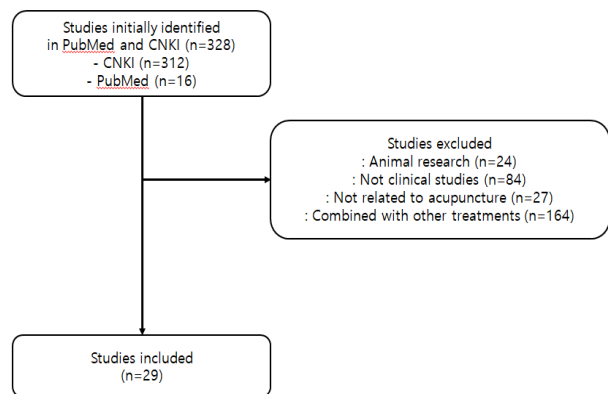 Studies initially identified
in PubMed and CNKI (n=328)
- CNKI (n=312)
- PubMed (n=16)
Studies excluded
: Animal research (n=24)
: Not clinical studies (n=84)
: Not related to acupuncture (n=27)
: Combined with other treatments (n=164)
Studies included
(n=29)